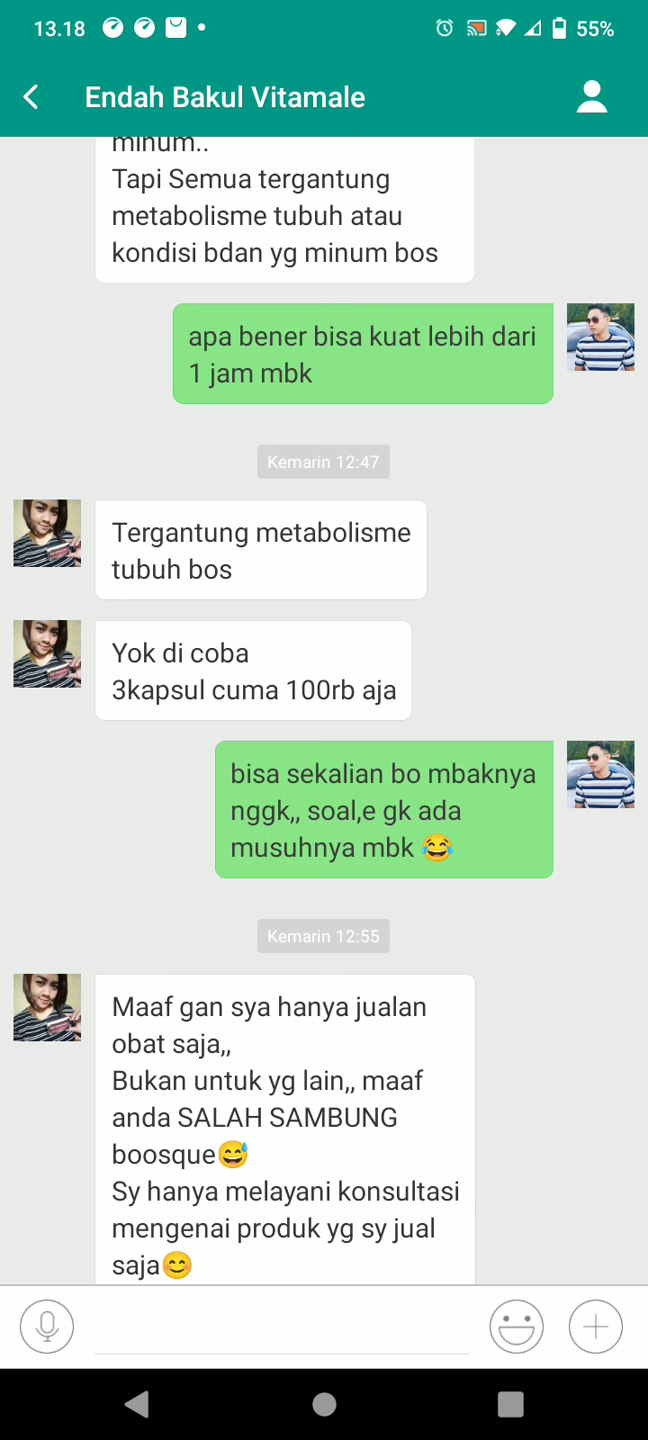 13.18
55%
Endah Bakul Vitamale
minum..
Tapi Semua tergantung
metabolisme tubuh atau
kondisi bdan yg minum bos
apa bener bisa kuat lebih dari
1 jam mbk
Kemarin 12:47
Tergantung metabolisme
tubuh bos
Yok di coba
3kapsul cuma 100rb aja
bisa sekalian bo mbaknya
nggk,, soal,e gk ada
musuhnya mbk 😂
Kemarin 12:55
Maaf gan sya hanya jualan
obat saja,,
Bukan untuk yg lain,, maaf
anda SALAH SAMBUNG
boosque😅
Sy hanya melayani konsultasi
mengenai produk yg sy jual
saja😊